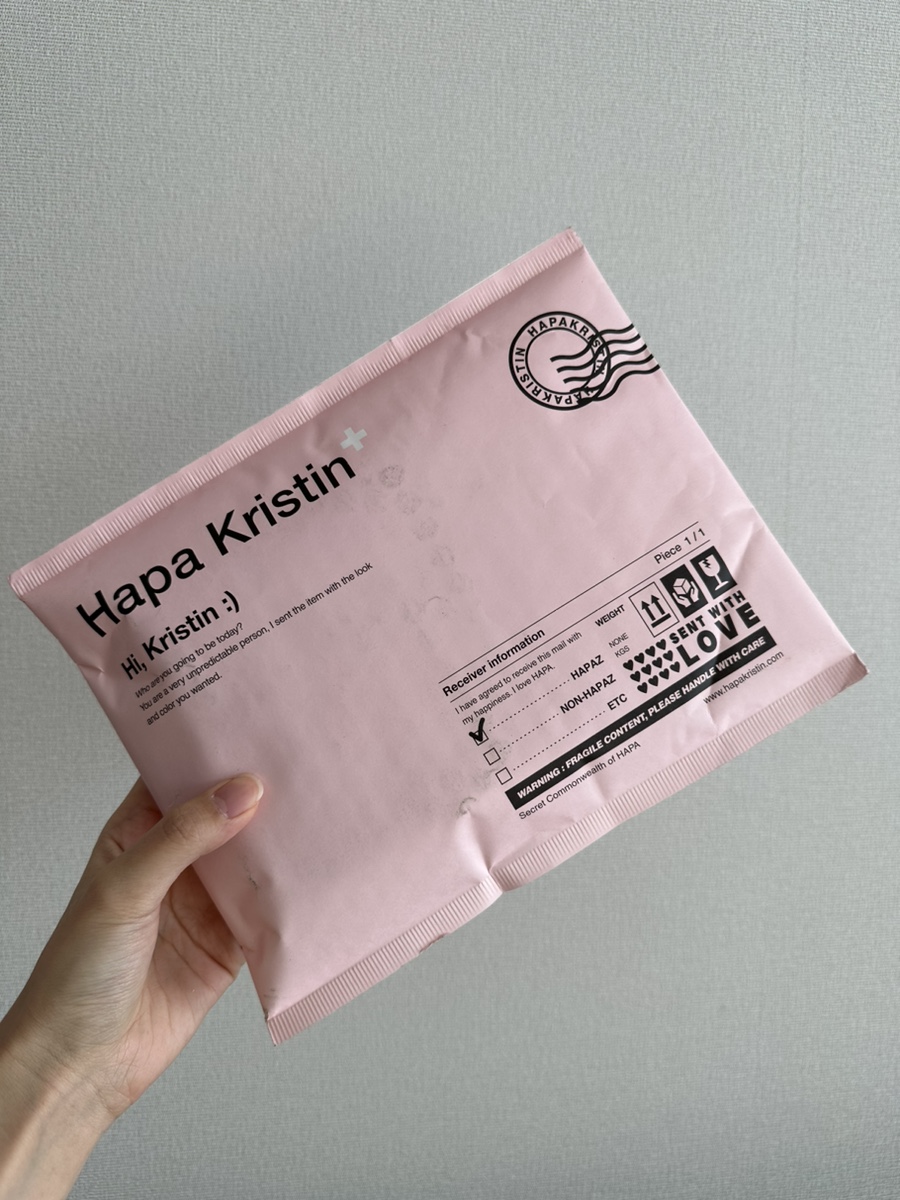 HAPAKRISTIN HAPAKRISTIN
Hapa Kristin+
Hi, Kristin :)
Who are you going to be today?
You are a very unpredictable person, I sent the item with the look
and color you wanted.
Piece 1/1
Receiver information
WEIGHT
I have agreed to receive this mail with
my happiness. I love HAPA.
NONE
KGS
HAPAZ
NON-HAPAZ
ETC
SENT WITH
LOVE
WARNING : FRAGILE CONTENT, PLEASE HANDLE WITH CARE
Secret Commonwealth of HAPA
www.hapakristin.com